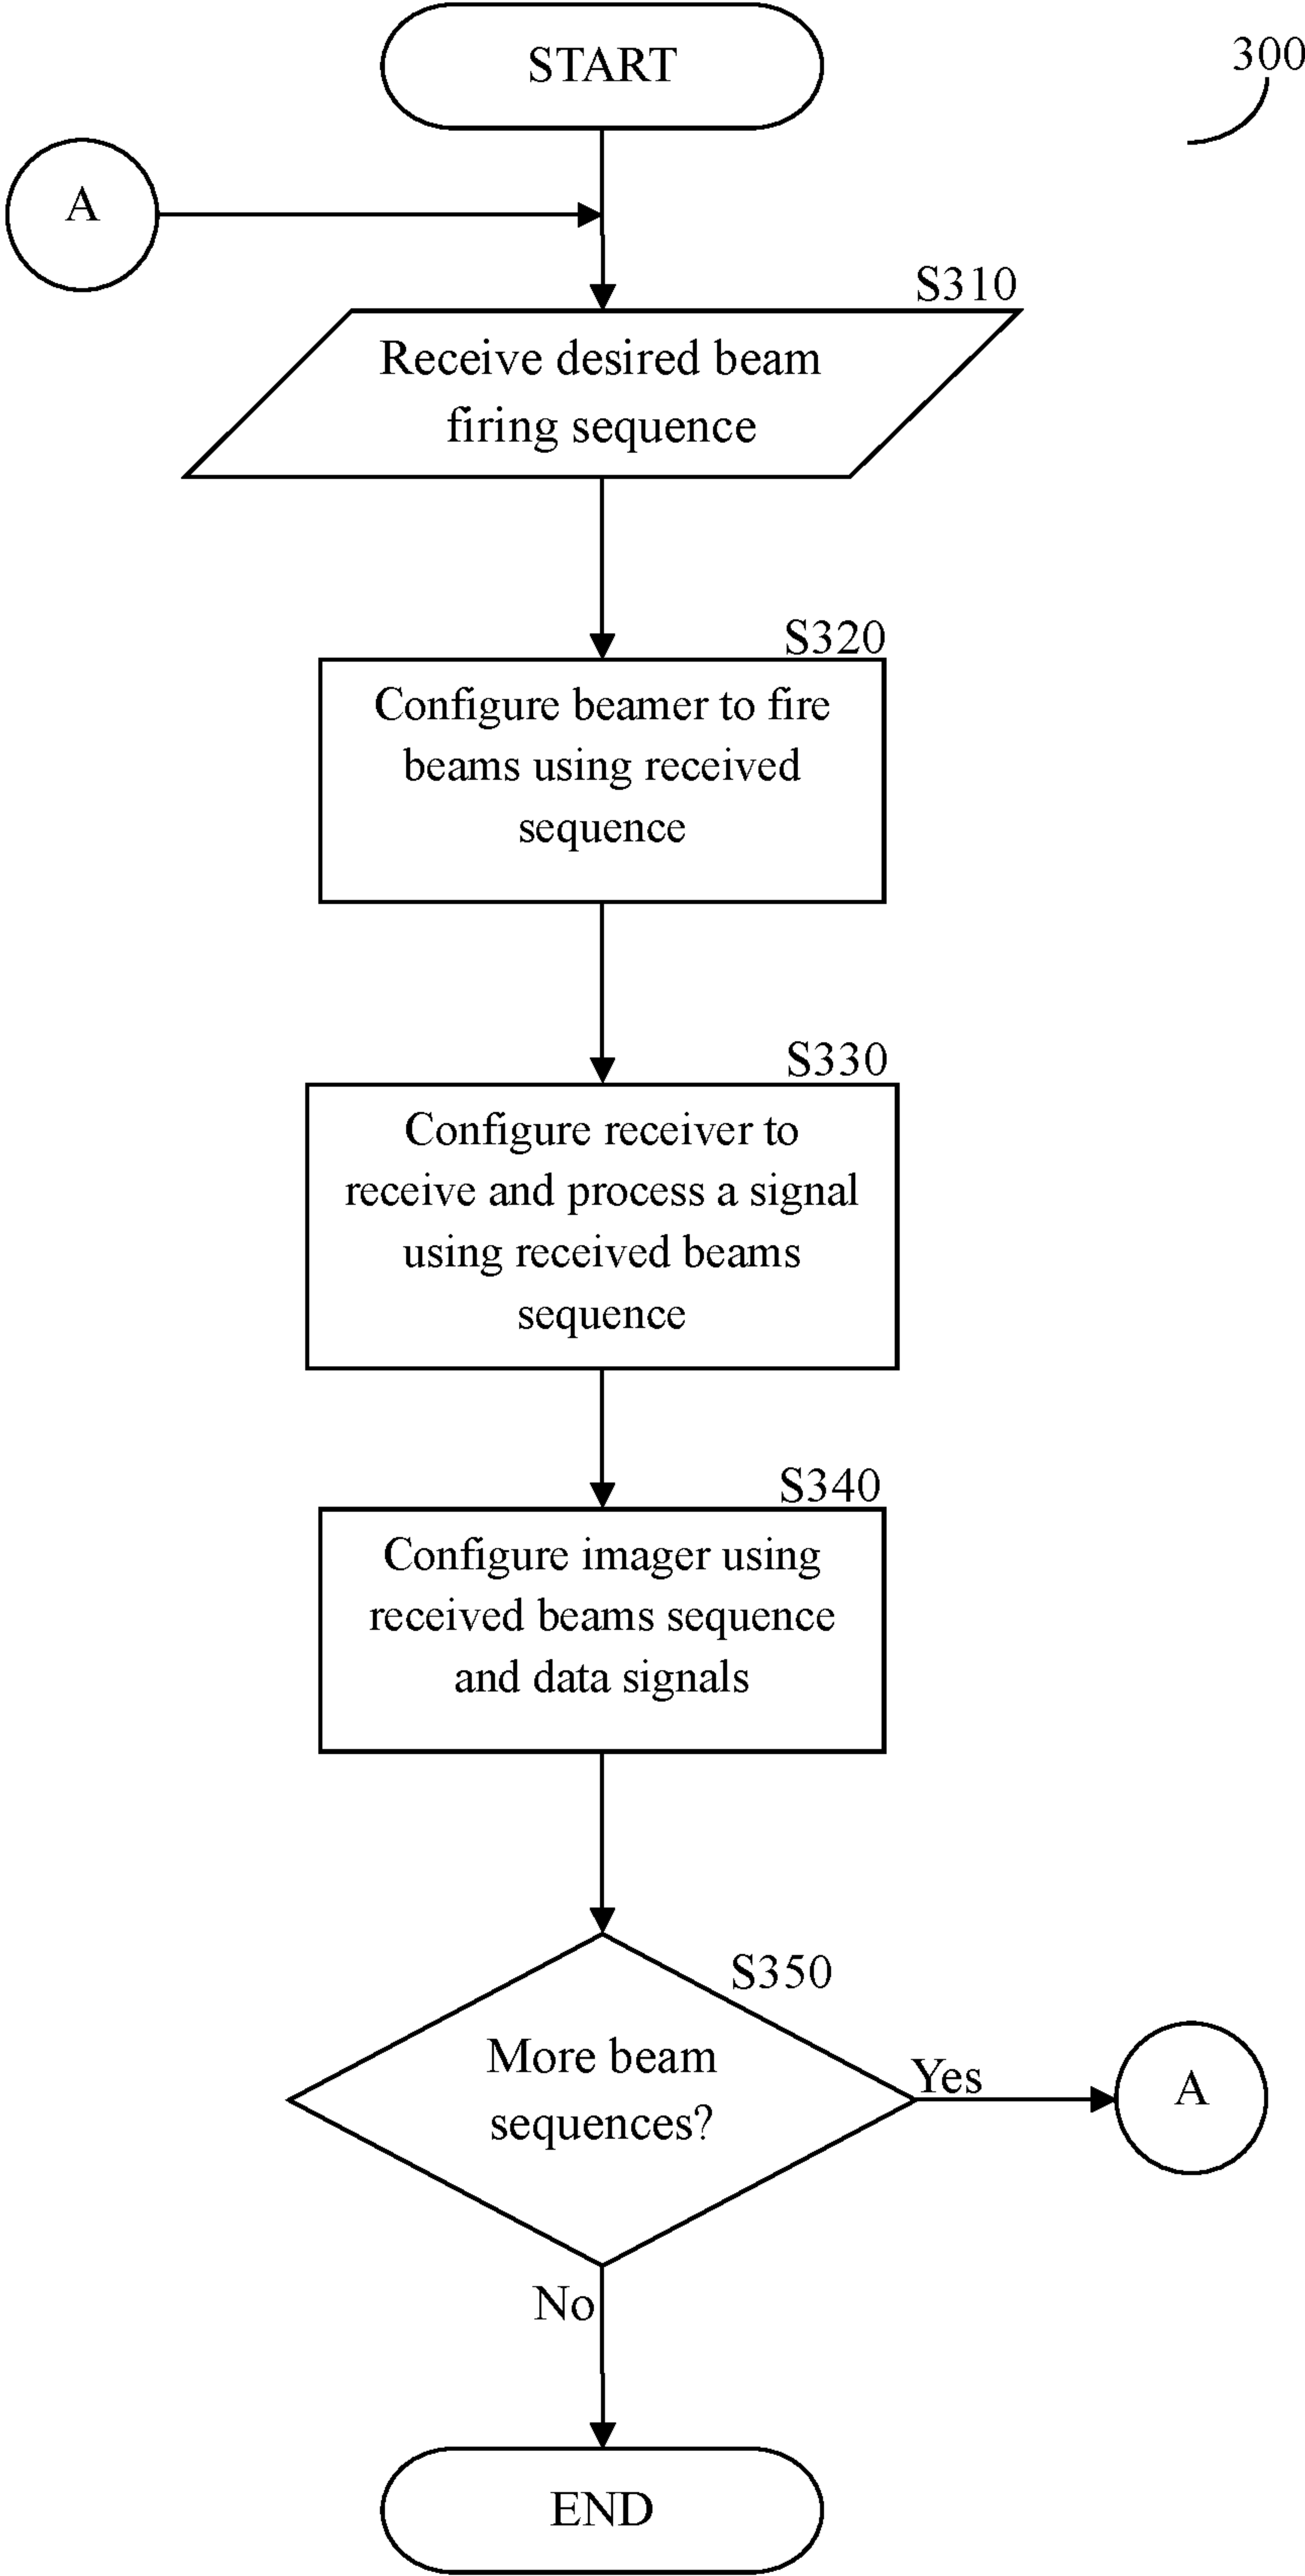 START
300
A
S310
Receive desired beam
firing sequence
S320
Configure beamer to fire
beams using received
sequence
S330
Configure receiver to
receive and process a signal
using received beams
sequence
S340
Configure imager using
received beams sequence
and data signals
S350
More beam
sequences?
Yes
A
No
END